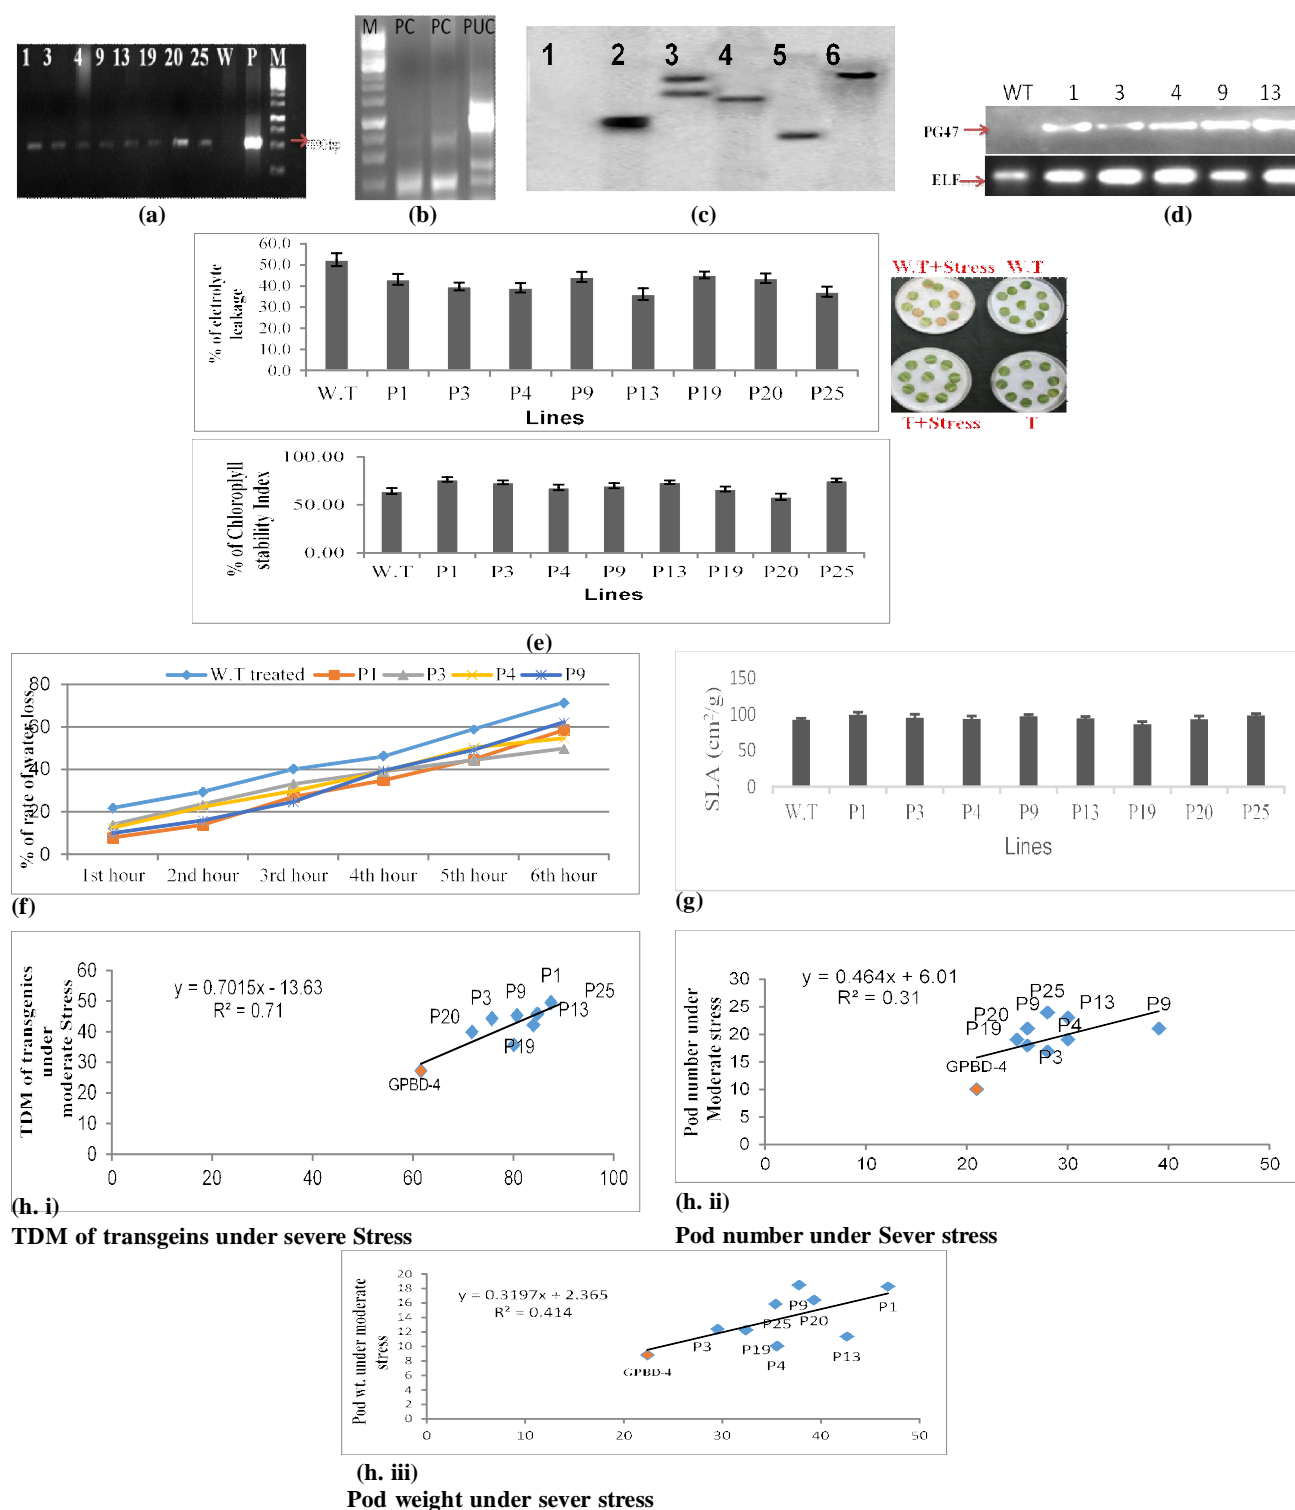 1 3 4 9 13 19 20 25 W P M
(a)
M PC PC PUC
(b)
1 2 3 4 5 6
(c)
WT 1 3 4 9 13
PG47
ELF
(d)
% of eletrolyte
leakage
60.0
50.0
40.0
30.0
20.0
10.0
0.0
W.T P1 P3 P4 P9 P13 P19 P20 P25
Lines
W.T+Stress W.T
T+Stress T
% of Chloroplyll
stability Index
100.00
50.00
0.00
W.T P1 P3 P4 P9 P13 P19 P20 P25
Lines
(e)
% of rate of water loss
W.T treated P1 P3 P4 P9
80
60
40
20
0
1st hour 2nd hour 3rd hour 4th hour 5th hour 6th hour
(f)
SLA (cm²/g)
150
100
50
0
W.T P1 P3 P4 P9 P13 P19 P20 P25
Lines
(g)
TDM of transgenics
under
moderate Stress
60
50
40
30
20
10
0
y = 0.7015x - 13.63
R² = 0.71
P1
P3 P9 P25
P20 P13
P19
GPBD-4
0 20 40 60 80 100
(h. i)
TDM of transgeins under severe Stress
Pod number under
Moderate stress
30
25
20
15
10
5
0
y = 0.464x + 6.01
R² = 0.31
P25
P20 P9 P13 P9
P19 P4
P3
GPBD-4
0 10 20 30 40 50
(h. ii)
Pod number under Sever stress
Pod wt. under moderate
stress
20
18
16
14
12
10
8
6
4
2
0
y = 0.3197x + 2.365
R² = 0.414
P9 P1
P25 P20
P3 P19 P13
P4
GPBD-4
0 10 20 30 40 50
(h. iii)
Pod weight under sever stress